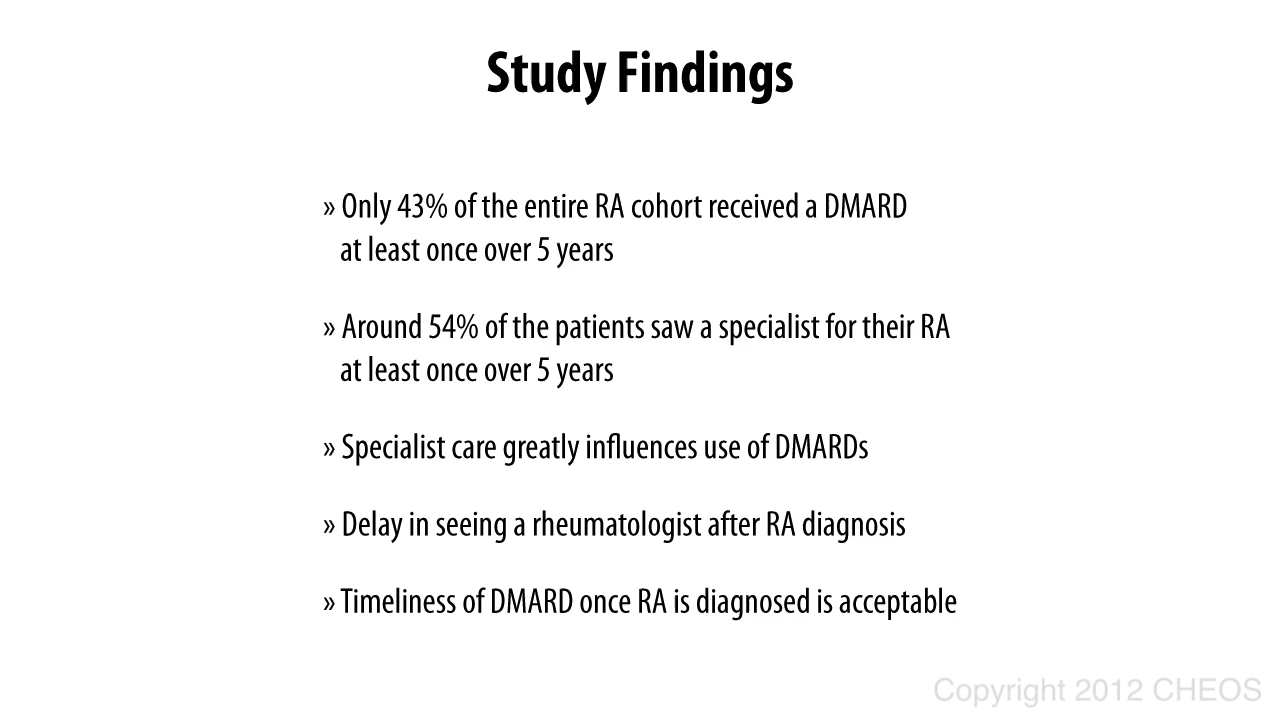 Study Findings
» Only 43% of the entire RA cohort received a DMARD
at least once over 5 years
» Around 54% of the patients saw a specialist for their RA
at least once over 5 years
» Specialist care greatly influences use of DMARDs
» Delay in seeing a rheumatologist after RA diagnosis
» Timeliness of DMARD once RA is diagnosed is acceptable
Copyright 2012 CHEOS